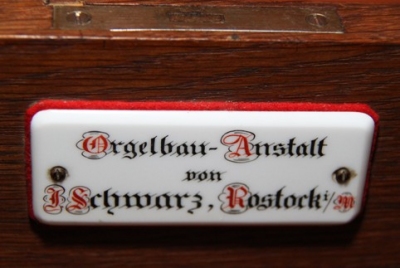 Orgelbau-Anstalt
von
J Schwarz, Rostock i/M